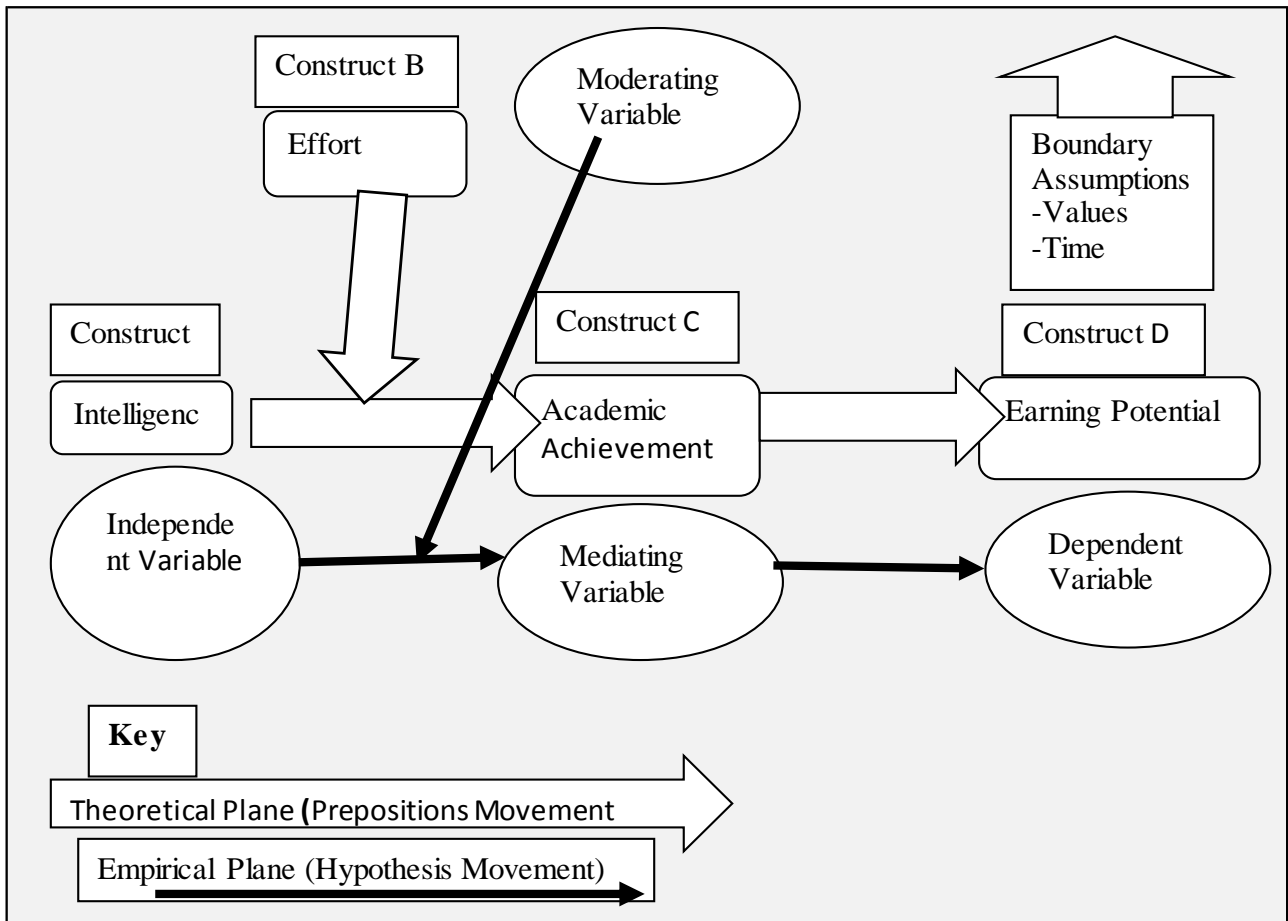 Construct B
Effort
Moderating
Variable
Boundary
Assumptions
-Values
-Time
Construct
Intelligenc
Construct C
Academic
Achievement
Construct D
Earning Potential
Independe
nt Variable
Mediating
Variable
Dependent
Variable
Key
Theoretical Plane (Prepositions Movement
Empirical Plane (Hypothesis Movement)